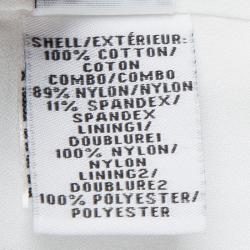 SHELL/EXTÉRIEUR:
100% COTTON/
COTON
COMBO/COMBO
89% NYLON/NYLON
11% SPANDEX/
SPANDEX
LINING1/
DOUBLURE1
100% NYLON/
NYLON
LINING2/
DOUBLURE2
100% POLYESTER/
POLYESTER